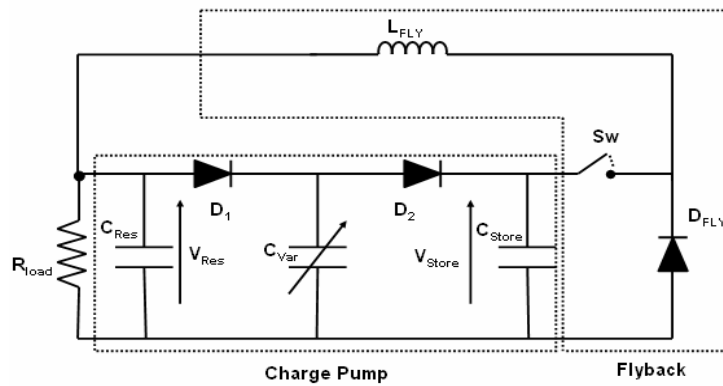 L_FLY
Sw
D_1
D_2
D_FLY
C_Res
V_Res
C_Var
V_Store
C_Store
R_load
Charge Pump
Flyback